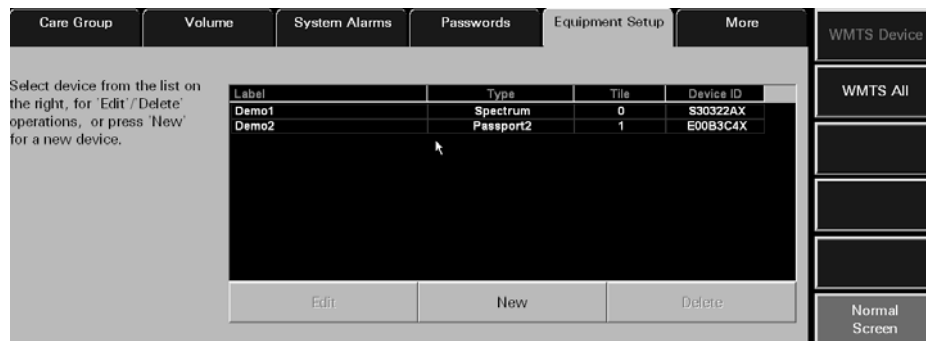 Care Group Volume System Alarms Passwords Equipment Setup More
WMTS Device
Select device from the list on
the right, for 'Edit'/'Delete'
operations, or press 'New'
for a new device.
Label Type Tile Device ID
Demo1 Spectrum 0 S30322AX
Demo2 Passport2 1 E00B3C4X
WMTS All
Edit New Delete
Normal
Screen